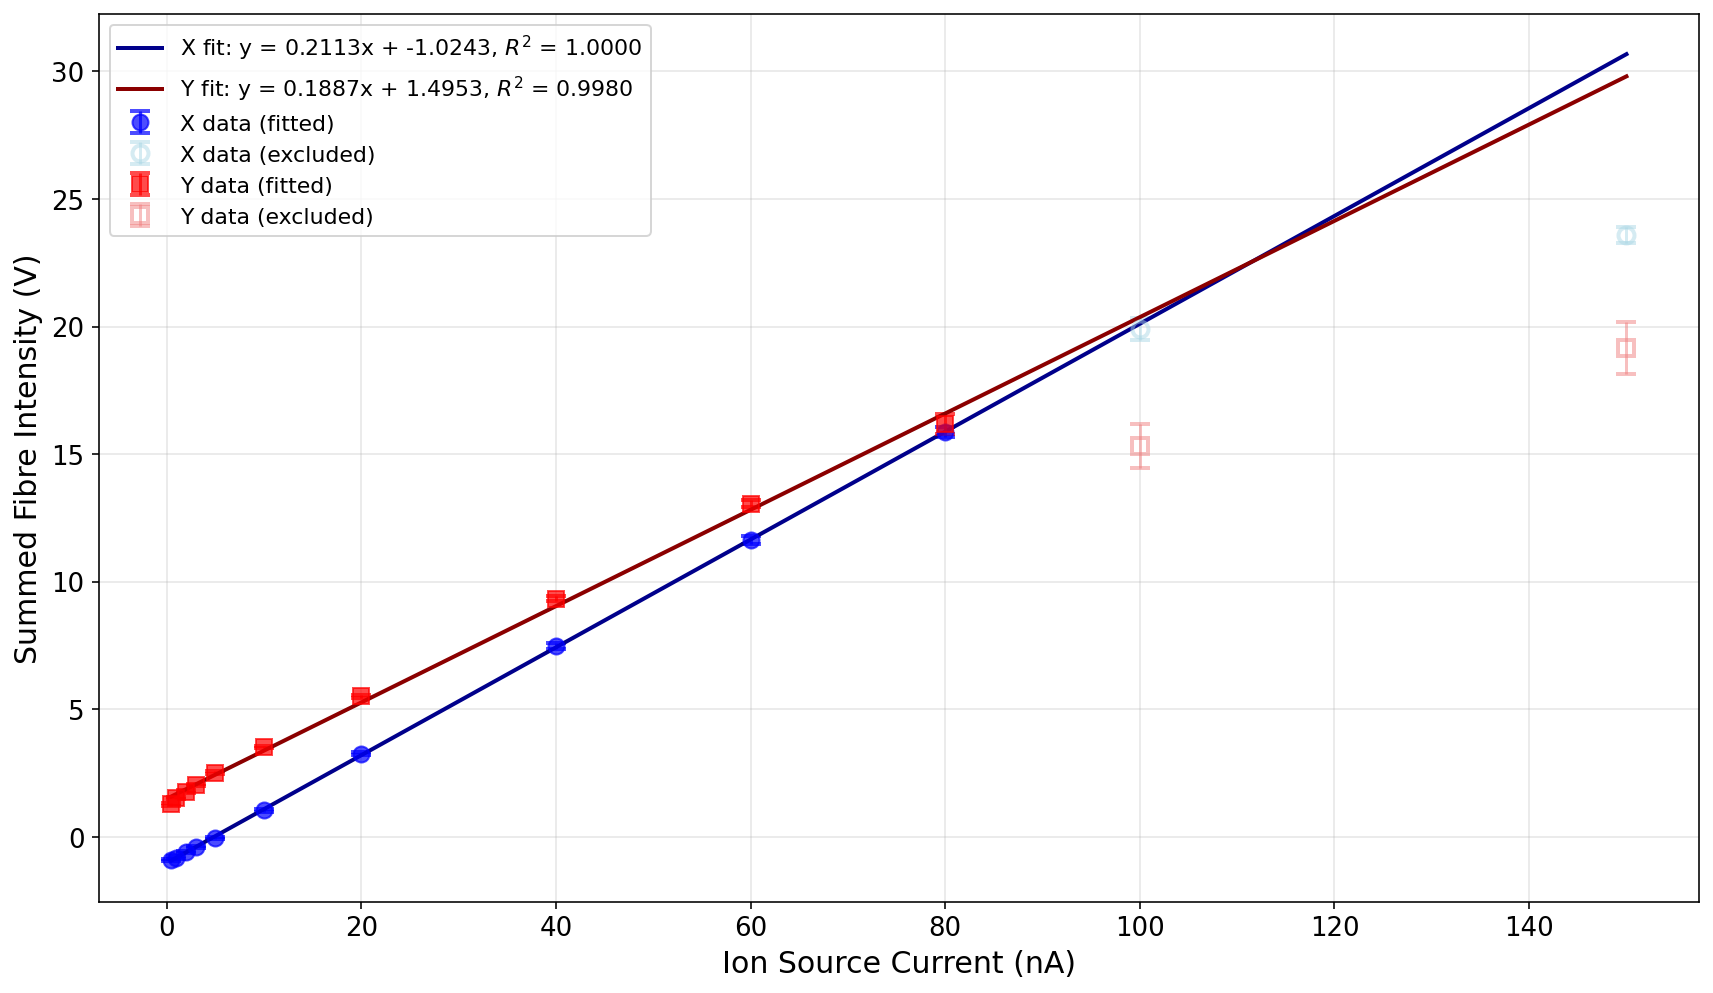 X fit: y = 0.2113x + -1.0243, R² = 1.0000
Y fit: y = 0.1887x + 1.4953, R² = 0.9980
X data (fitted)
X data (excluded)
Y data (fitted)
Y data (excluded)
Summed Fibre Intensity (V)
30
25
20
15
10
5
0
0 20 40 60 80 100 120 140
Ion Source Current (nA)